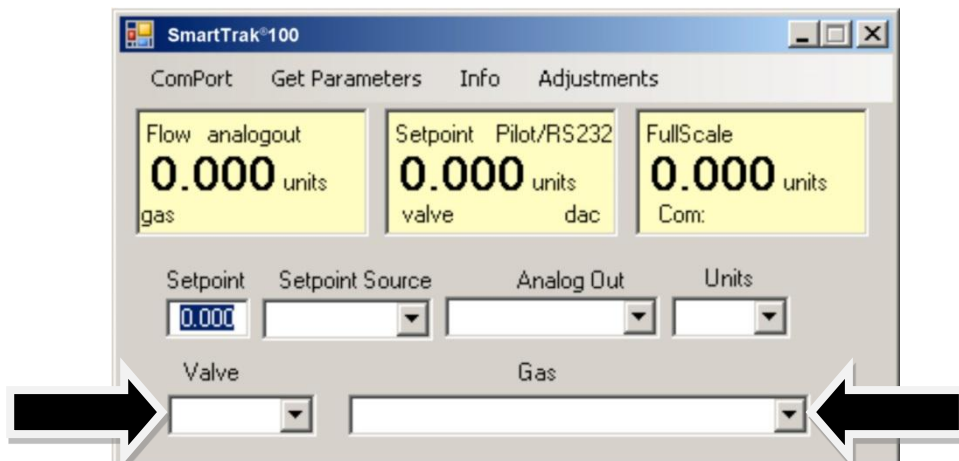 SmartTrak®100
ComPort Get Parameters Info Adjustments
Flow analogout
0.000 units
gas
Setpoint Pilot/RS232
0.000 units
valve dac
FullScale
0.000 units
Com:
Setpoint Setpoint Source Analog Out Units
0.000
Valve Gas